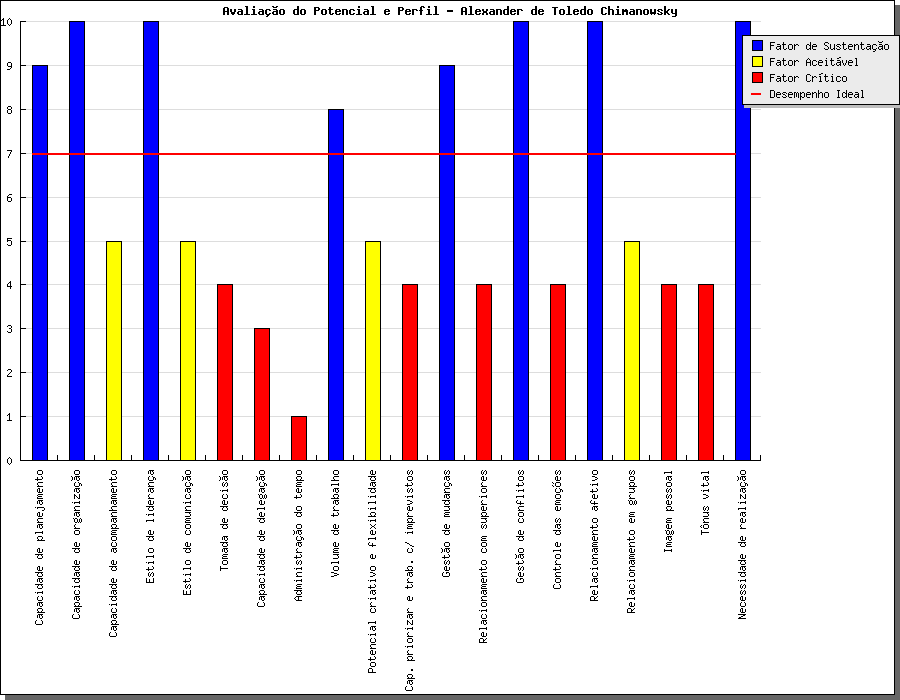 Avaliação do Potencial e Perfil - Alexander de Toledo Chimanowsky
Fator de Sustentação
Fator Aceitável
Fator Crítico
Desempenho Ideal
10
9
8
7
6
5
4
3
2
1
0
Capacidade de planejamento
Capacidade de organização
Capacidade de acompanhamento
Estilo de liderança
Estilo de comunicação
Tomada de decisão
Capacidade de delegação
Administração do tempo
Volume de trabalho
Potencial criativo e flexibilidade
Cap. priorizar e trab. c/ imprevistos
Gestão de mudanças
Relacionamento com superiores
Gestão de conflitos
Controle das emoções
Relacionamento afetivo
Relacionamento em grupos
Imagem pessoal
Tônus vital
Necessidade de realização